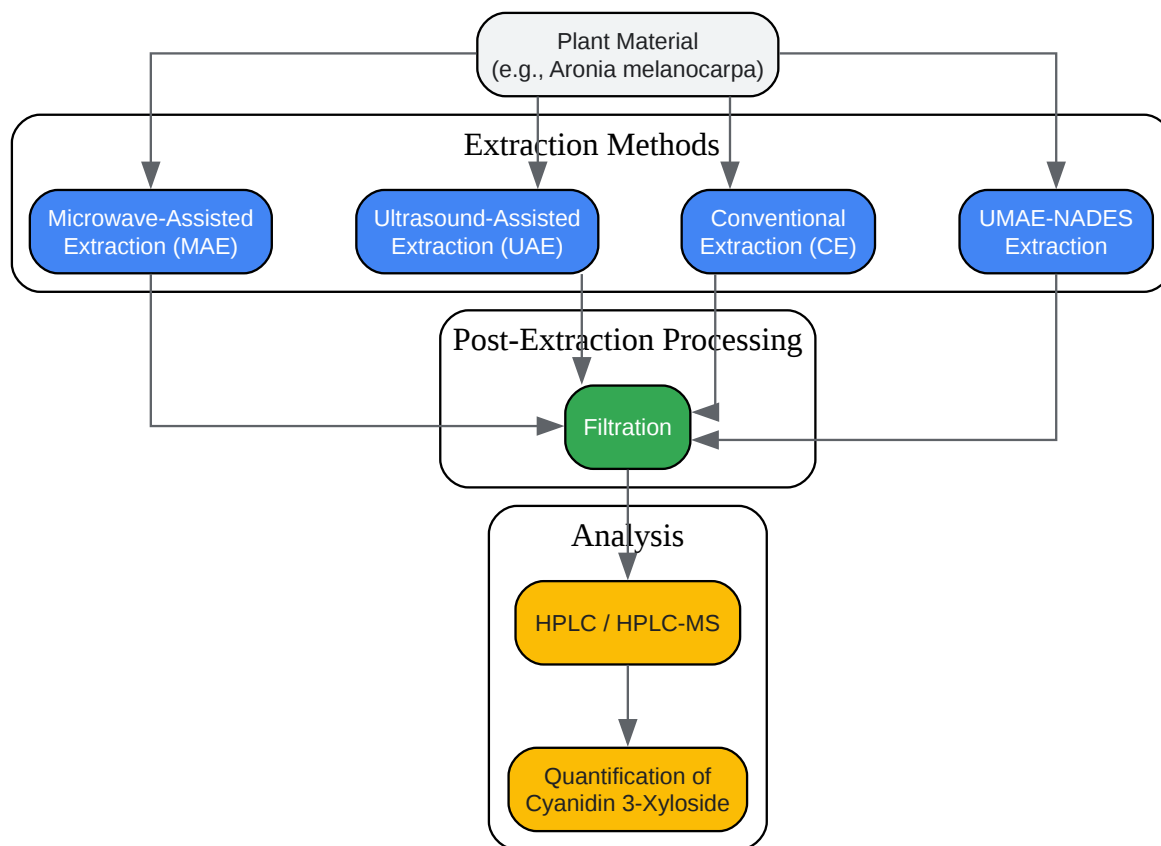 Plant Material
(e.g., Aronia melanocarpa)
Extraction Methods
Microwave-Assisted
Extraction (MAE)
Ultrasound-Assisted
Extraction (UAE)
Conventional
Extraction (CE)
UMAE-NADES
Extraction
Post-Extraction Processing
Filtration
Analysis
HPLC / HPLC-MS
Quantification of
Cyanidin 3-Xyloside